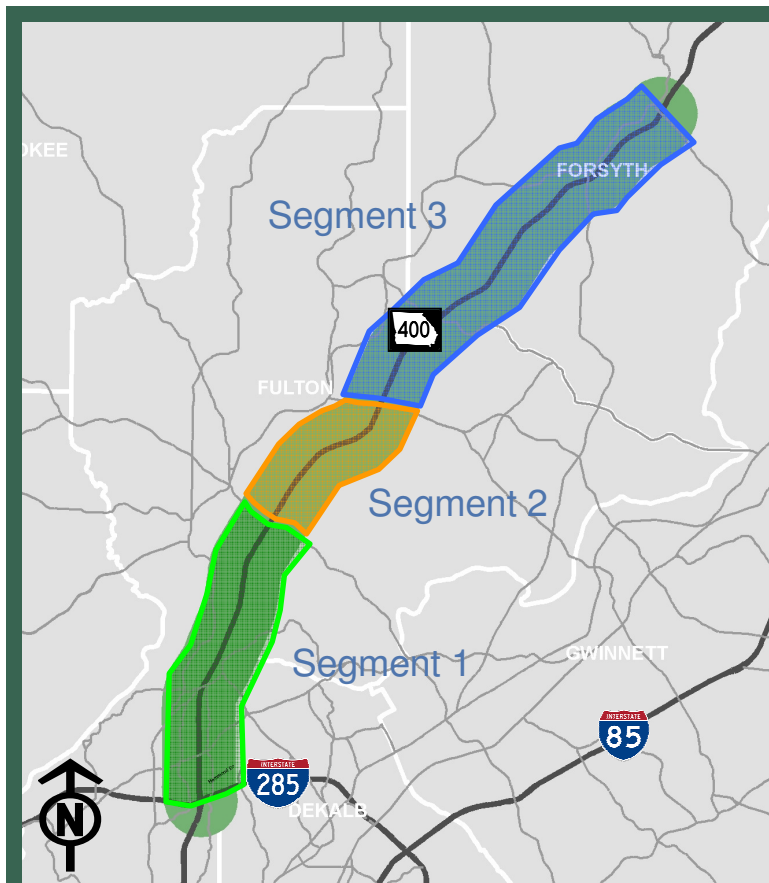 OKEE
FORSYTH
Segment 3
400
FULTON
Segment 2
Segment 1
GWINNETT
INTERSTATE
85
INTERSTATE
285
DEKALB
N